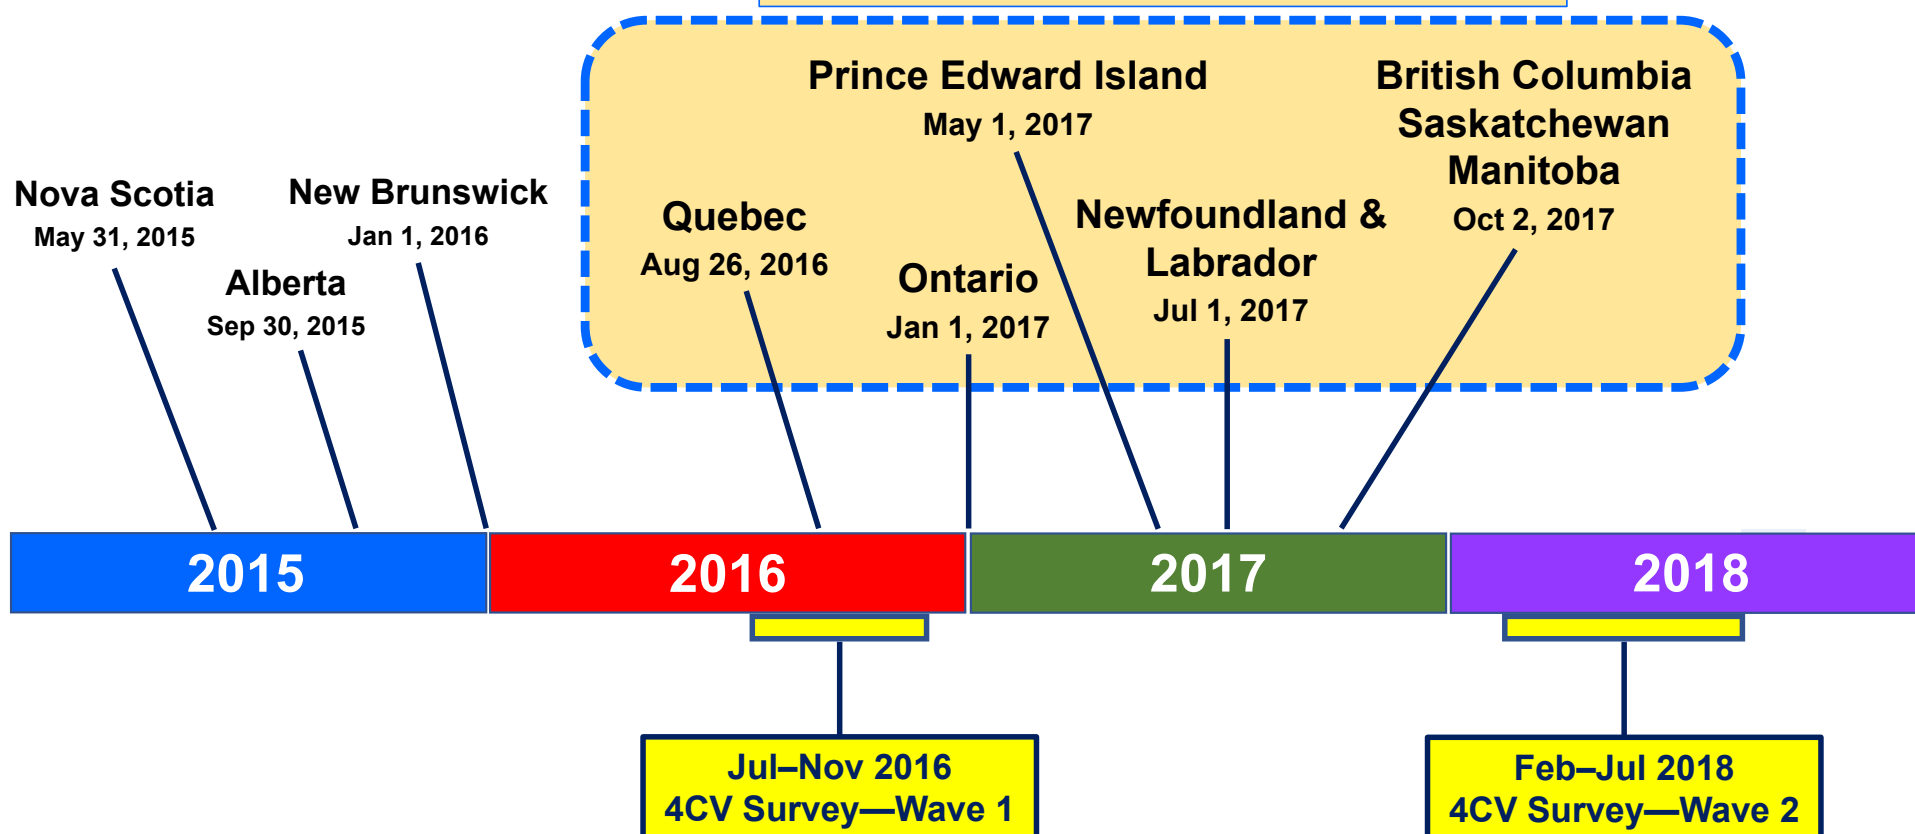 Prince Edward Island
May 1, 2017
British Columbia
Saskatchewan
Manitoba
Oct 2, 2017
Nova Scotia
May 31, 2015
New Brunswick
Jan 1, 2016
Quebec
Aug 26, 2016
Newfoundland &
Labrador
Jul 1, 2017
Alberta
Sep 30, 2015
Ontario
Jan 1, 2017
2015
2016
2017
2018
Jul–Nov 2016
4CV Survey—Wave 1
Feb–Jul 2018
4CV Survey—Wave 2